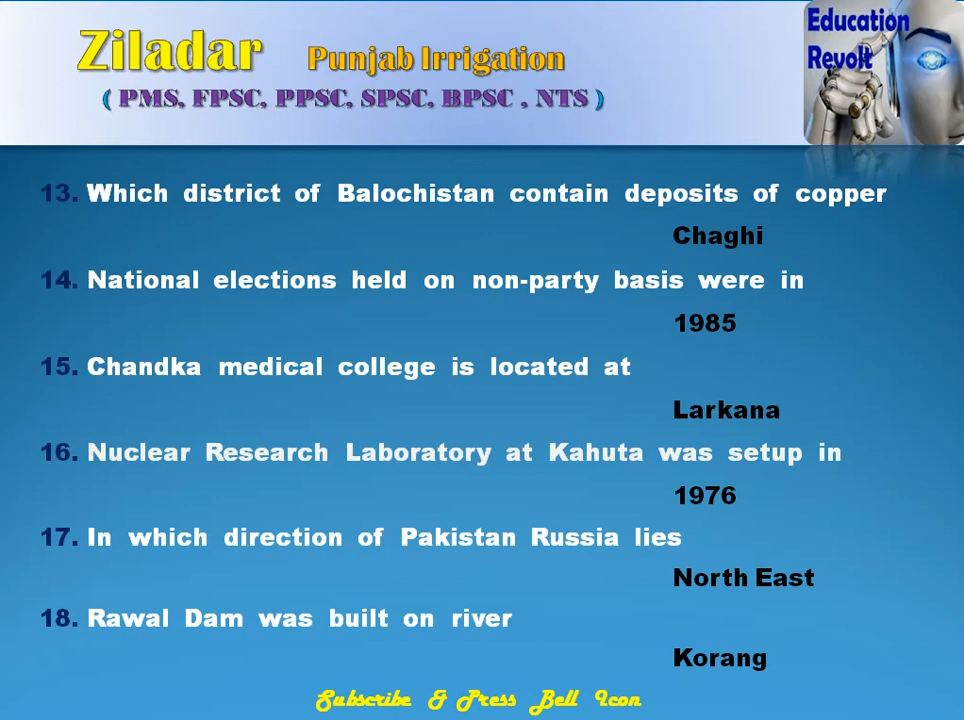 Ziladar Punjab Irrigation
( PMS, FPSC, PPSC, SPSC, BPSC , NTS )
Education
Revolt
13. Which district of Balochistan contain deposits of copper
Chaghi
14. National elections held on non-party basis were in
1985
15. Chandka medical college is located at
Larkana
16. Nuclear Research Laboratory at Kahuta was setup in
1976
17. In which direction of Pakistan Russia lies
North East
18. Rawal Dam was built on river
Korang
Subscribe & Press Bell Icon